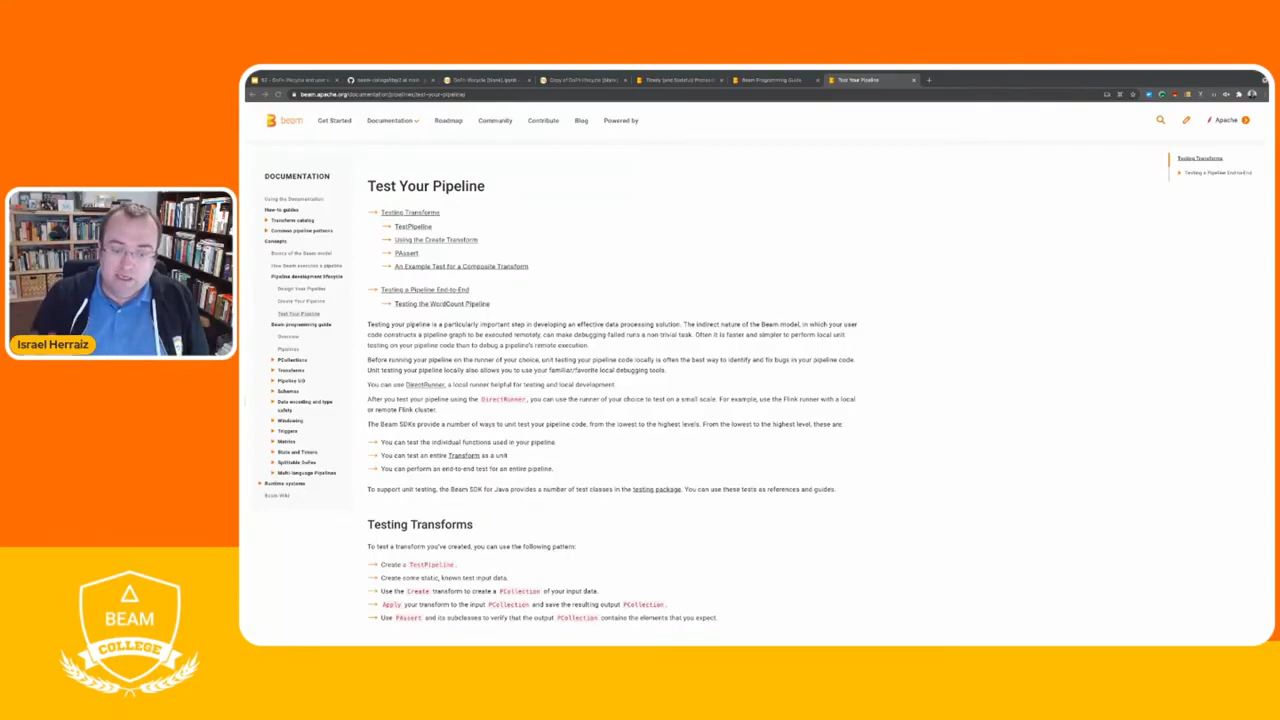 beam.apache.org/documentation/pipelines/test-your-pipeline/
Beam Programming Guide
Test Your Pipeline
beam
Get Started
Documentation
Roadmap
Community
Contribute
Blog
Powered by
Apache
DOCUMENTATION
Using the Documentation
How-to guides
Transform catalog
Common pipeline patterns
Concepts
Basics of the Beam model
How Beam executes a pipeline
Pipeline development lifecycle
Design Your Pipeline
Create Your Pipeline
Test Your Pipeline
Beam programming guide
Overview
Pipelines
PCollections
Transforms
Pipeline I/O
Schemas
Data encoding and type
safety
Windowing
Triggers
Metrics
State and Timers
Splittable DoFns
Multi-language Pipelines
Runtime systems
Beam Wiki
Test Your Pipeline
Testing Transforms
TestPipeline
Using the Create Transform
PAssert
An Example Test for a Composite Transform
Testing a Pipeline End-to-End
Testing the WordCount Pipeline
Testing your pipeline is a particularly important step in developing an effective data processing solution. The indirect nature of the Beam model, in which your user
code constructs a pipeline graph to be executed remotely, can make debugging failed runs a non-trivial task. Often it is faster and simpler to perform local unit
testing on your pipeline code than to debug a pipeline's remote execution.
Before running your pipeline on the runner of your choice, unit testing your pipeline code locally is often the best way to identify and fix bugs in your pipeline code.
Unit testing your pipeline locally also allows you to use your familiar/favorite local debugging tools.
You can use DirectRunner, a local runner helpful for testing and local development.
After you test your pipeline using the DirectRunner, you can use the runner of your choice to test on a small scale. For example, use the Flink runner with a local
or remote Flink cluster.
The Beam SDKs provide a number of ways to unit test your pipeline code, from the lowest to the highest levels. From the lowest to the highest level, these are:
You can test the individual functions used in your pipeline.
You can test an entire Transform as a unit.
You can perform an end-to-end test for an entire pipeline.
To support unit testing, the Beam SDK for Java provides a number of test classes in the testing package. You can use these tests as references and guides.
Testing Transforms
To test a transform you've created, you can use the following pattern:
Create a TestPipeline.
Create some static, known test input data.
Use the Create transform to create a PCollection of your input data.
Apply your transform to the input PCollection and save the resulting output PCollection.
Use PAssert and its subclasses to verify that the output PCollection contains the elements that you expect.
Testing Transforms
Testing a Pipeline End-to-End
Israel Herraiz
BEAM
COLLEGE